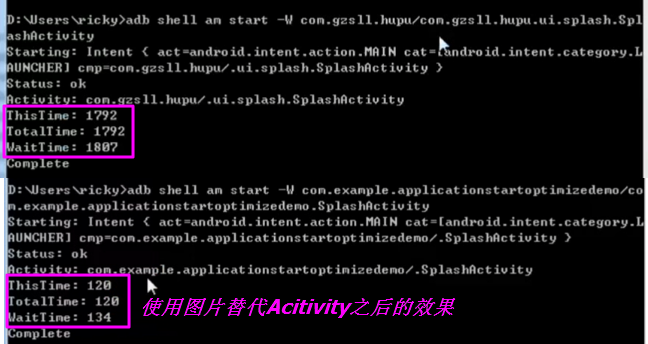 D:\Users\ricky>adb shell am start -W com.gzsll.hupu/com.gzsll.hupu.ui.splash.Spl
ashActivity
Starting: Intent { act=android.intent.action.MAIN cat=[android.intent.category.L
AUNCHER] cmp=com.gzsll.hupu/.ui.splash.SplashActivity }
Status: ok
Activity: com.gzsll.hupu/.ui.splash.SplashActivity
ThisTime: 1792
TotalTime: 1792
WaitTime: 1807
Complete
D:\Users\ricky>adb shell am start -W com.example.applicationstartoptimizedemo/co
m.example.applicationstartoptimizedemo.SplashActivity
Starting: Intent { act=android.intent.action.MAIN cat=[android.intent.category.L
AUNCHER] cmp=com.example.applicationstartoptimizedemo/.SplashActivity }
Status: ok
Activity: com.example.applicationstartoptimizedemo/.SplashActivity
ThisTime: 120
TotalTime: 120
使用图片替代Acitivity之后的效果
WaitTime: 134
Complete